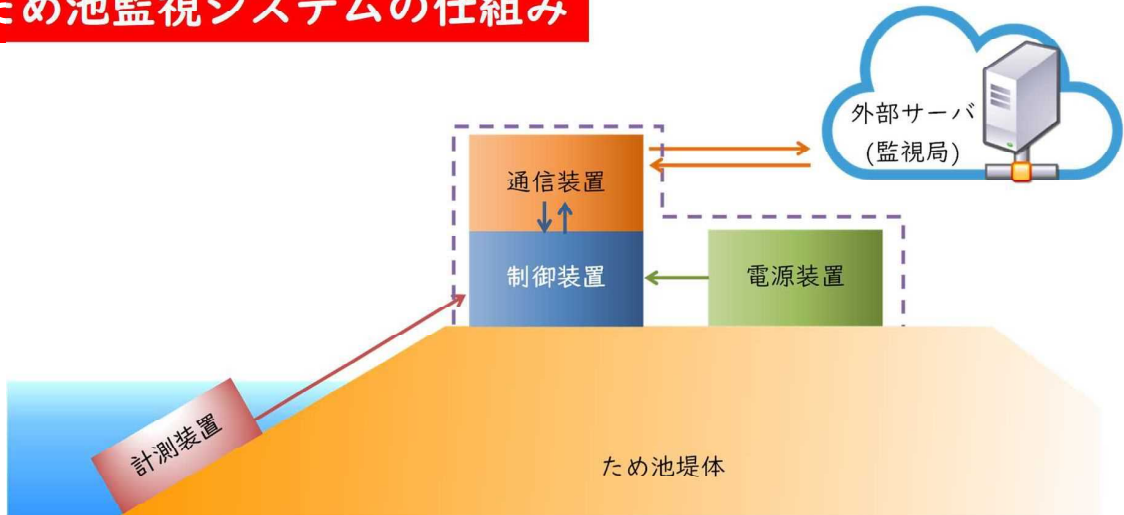 ため池監視システムの仕組み
外部サーバ
(監視局)
通信装置
制御装置
電源装置
計測装置
ため池堤体